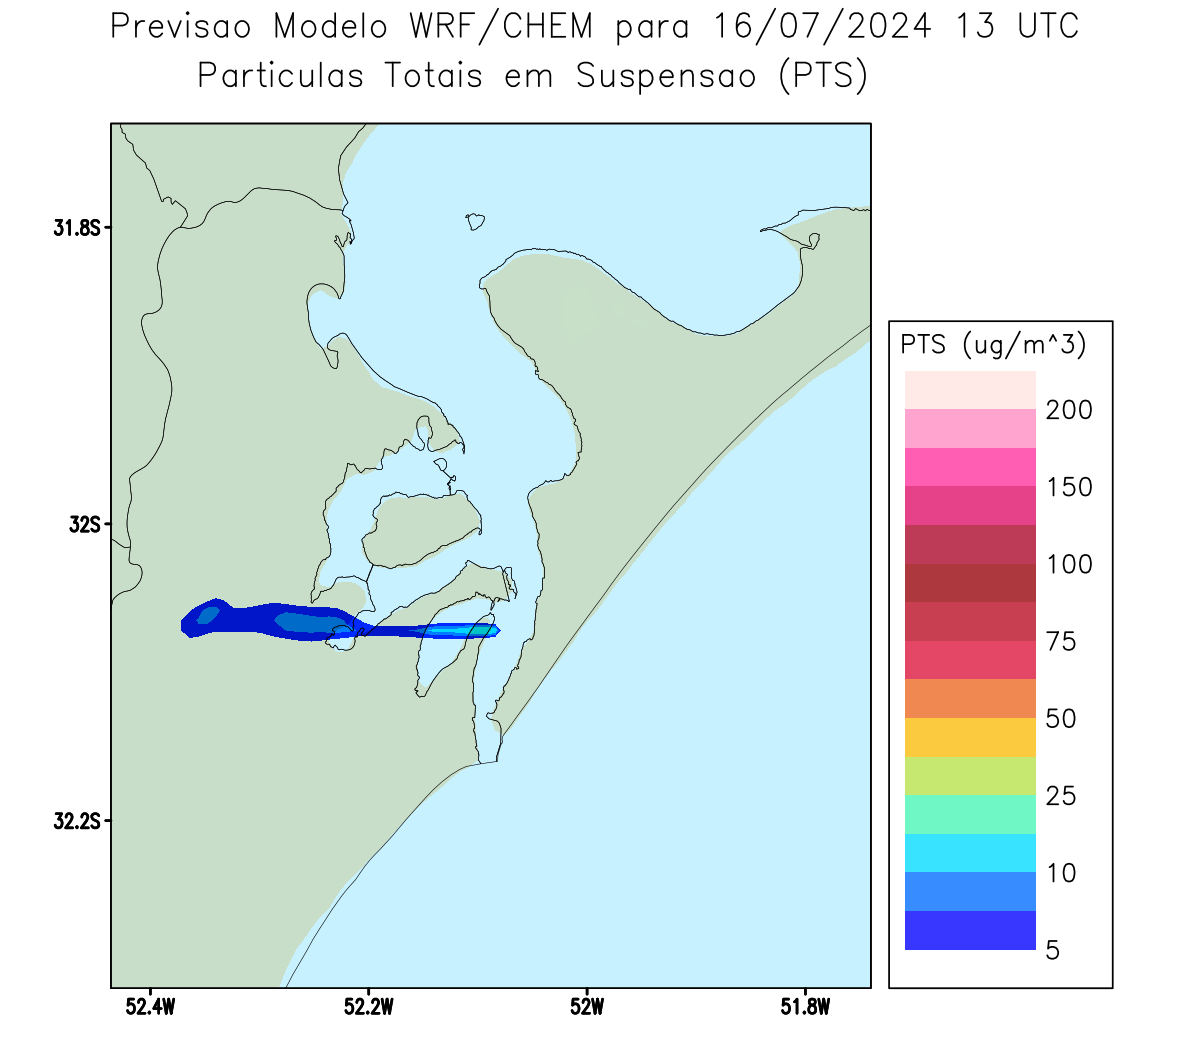 Previsao Modelo WRF/CHEM para 16/07/2024 13 UTC
Particulas Totais em Suspensao (PTS)
31.8S
32S
32.2S
52.4W
52.2W
52W
51.8W
PTS (ug/m^3)
200
150
100
75
50
25
10
5